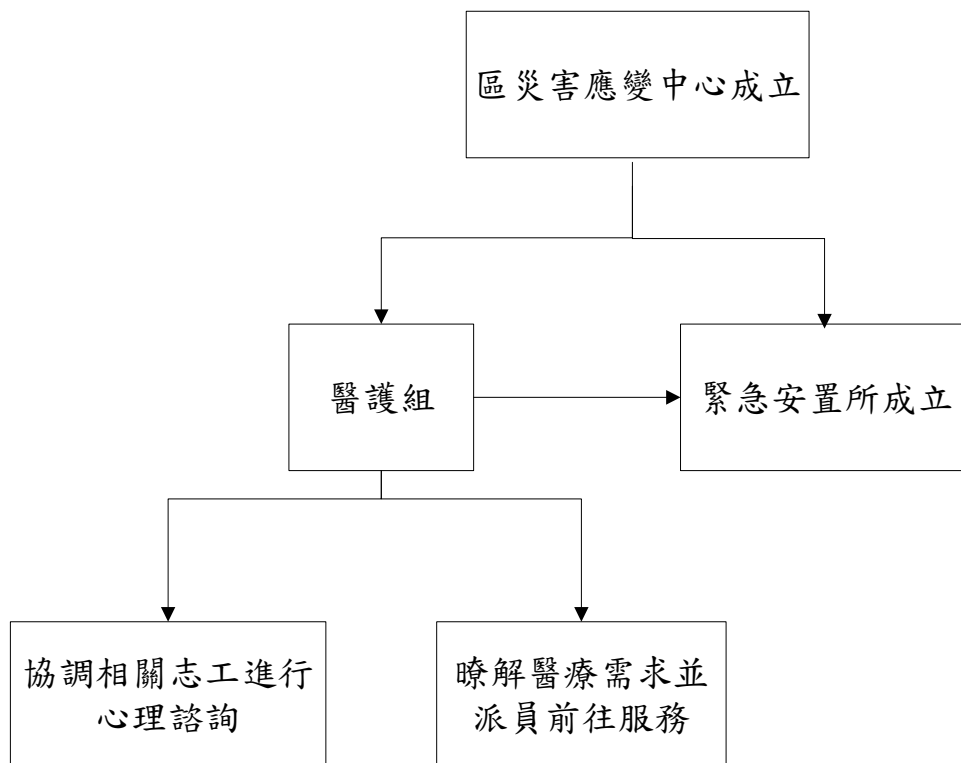 區災害應變中心成立
醫護組
緊急安置所成立
協調相關志工進行
心理諮詢
瞭解醫療需求並
派員前往服務